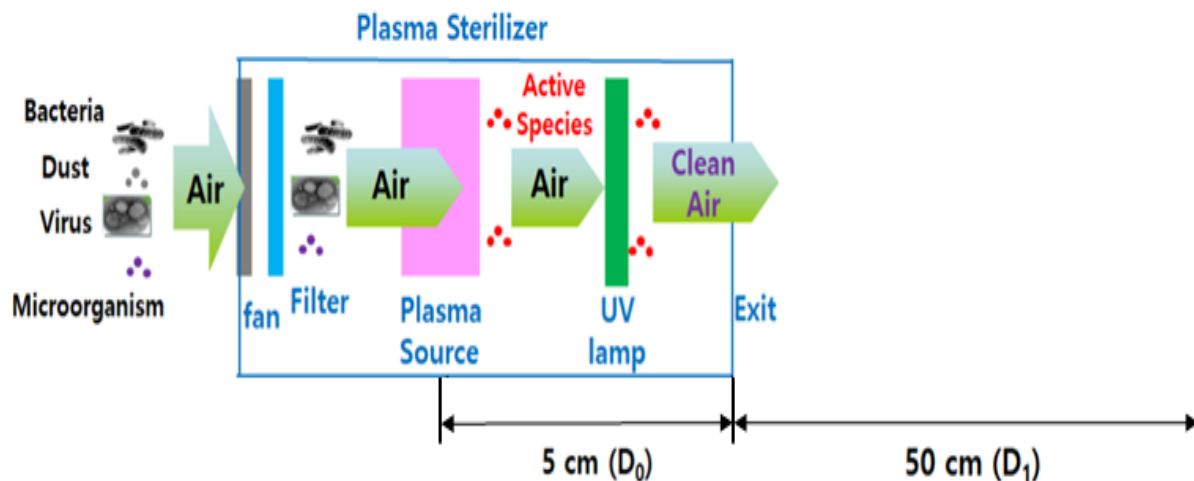 Plasma Sterilizer
Bacteria
Dust
Virus
Microorganism
Air
fan
Filter
Air
Plasma
Source
Active
Species
Air
UV
lamp
Clean
Air
Exit
5 cm (D₀)
50 cm (D₁)